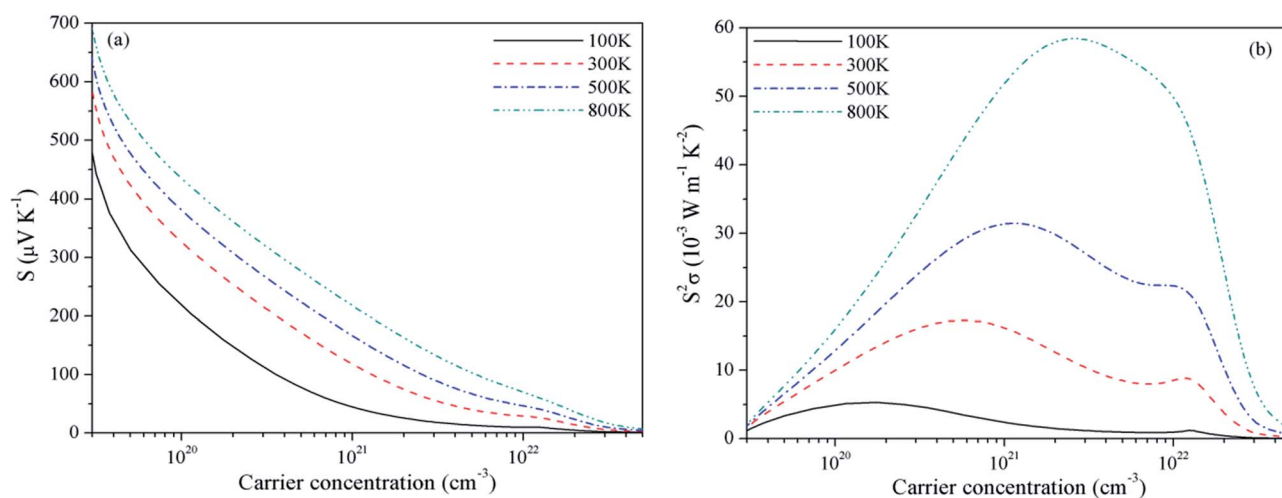 (a)
700
600
500
400
300
200
100
0
S (μV K⁻¹)
100K
300K
500K
800K
10²⁰
10²¹
10²²
Carrier concentration (cm⁻³)
(b)
60
50
40
30
20
10
0
S²σ (10⁻³ W m⁻¹ K⁻²)
100K
300K
500K
800K
10²⁰
10²¹
10²²
Carrier concentration (cm⁻³)